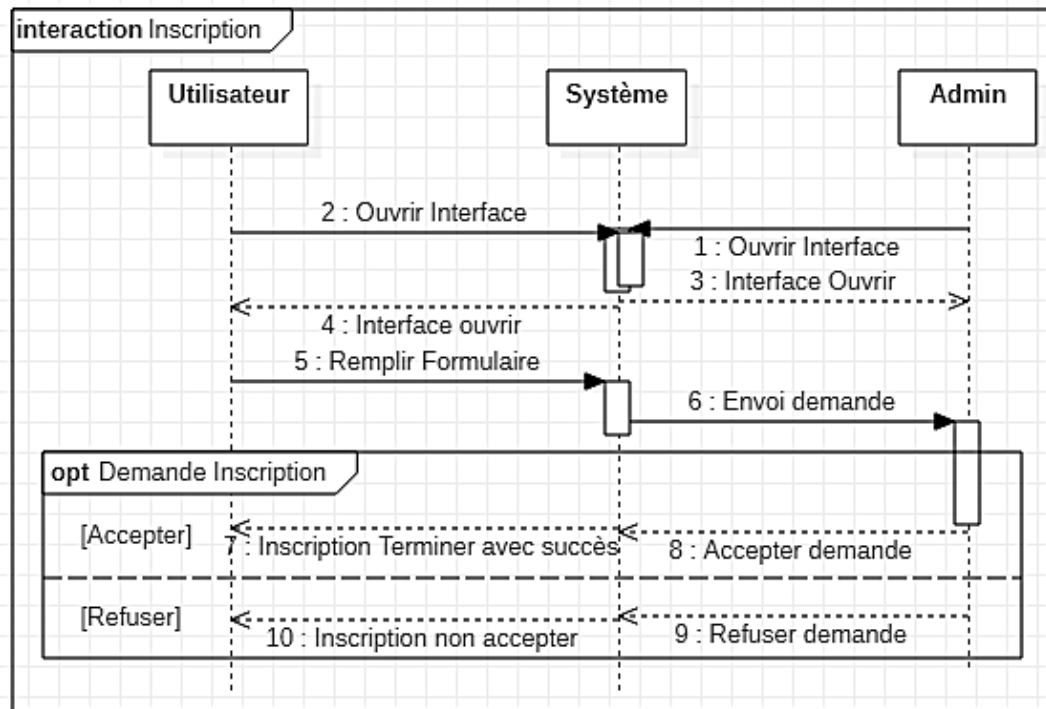 interaction Inscription
Utilisateur
Système
Admin
2 : Ouvrir Interface
1 : Ouvrir Interface
3 : Interface Ouvrir
4 : Interface ouvrir
5 : Remplir Formulaire
6 : Envoi demande
opt Demande Inscription
[Accepter]
7 : Inscription Terminer avec succès
8 : Accepter demande
[Refuser]
10 : Inscription non accepter
9 : Refuser demande